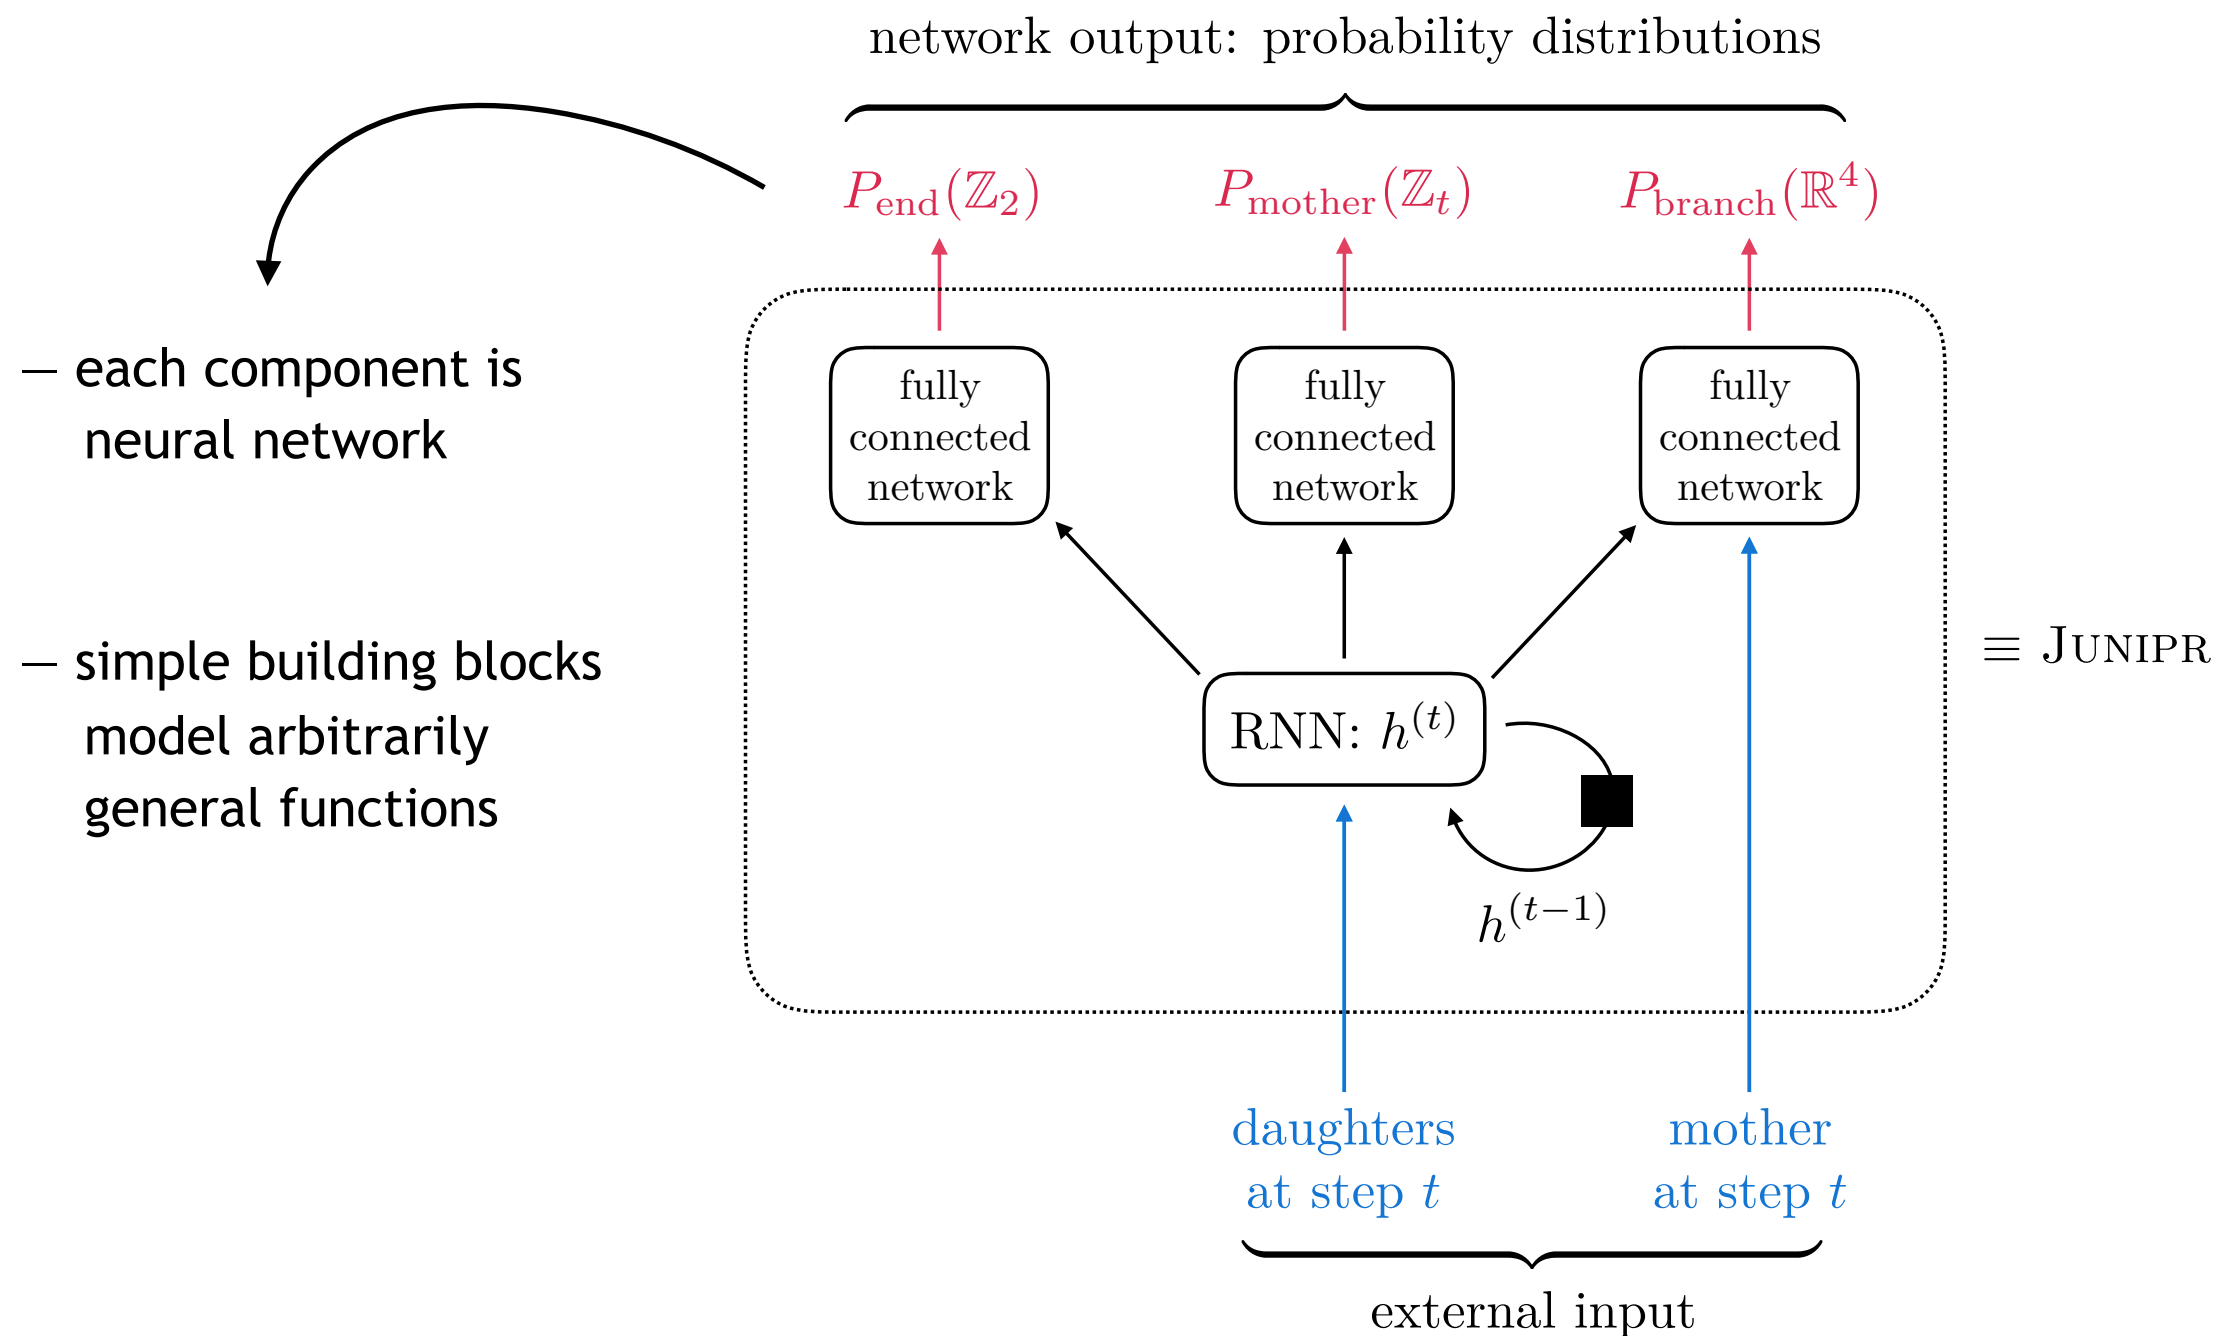 network output: probability distributions
P_end(ℤ_2)
P_mother(ℤ_t)
P_branch(ℝ^4)
– each component is
neural network
– simple building blocks
model arbitrarily
general functions
fully
connected
network
fully
connected
network
fully
connected
network
RNN: h^(t)
h^(t−1)
≡ JUNIPR
daughters
at step t
mother
at step t
external input